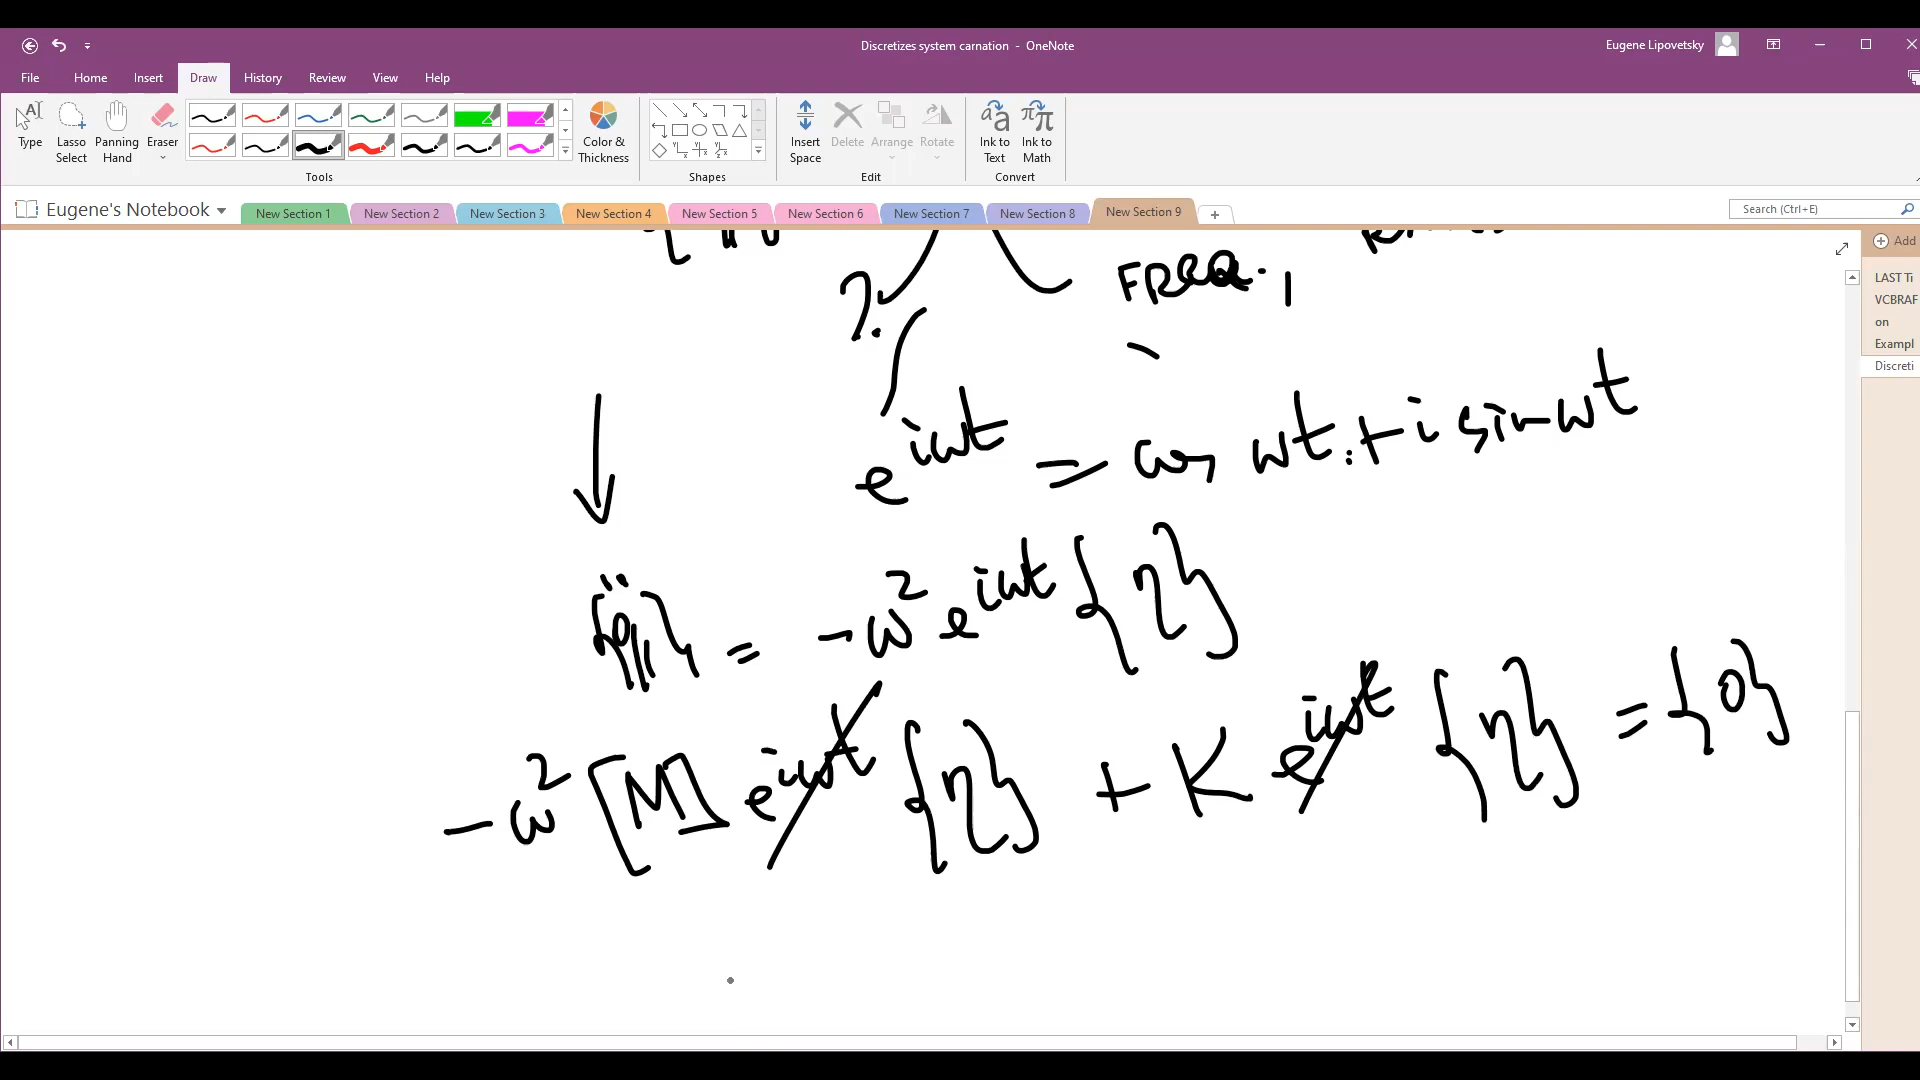 Discretizes system carnation - OneNote
Eugene Lipovetsky
File Home Insert Draw History Review View Help
Type
Lasso Select
Panning Hand
Eraser
Color & Thickness
Insert Space
Delete
Arrange
Rotate
Ink to Text
Ink to Math
Tools
Shapes
Edit
Convert
Eugene's Notebook
New Section 1
New Section 2
New Section 3
New Section 4
New Section 5
New Section 6
New Section 7
New Section 8
New Section 9
Search (Ctrl+E)
Add
LAST Ti
VCBRAF
on
Exampl
Discreti
?.
FREQ.
e^{iωt} = cos ωt + i sin ωt
= -ω² e^{iωt} {η}
-ω² [M] e^{iωt} {η} + K e^{iωt} {η} = {0}